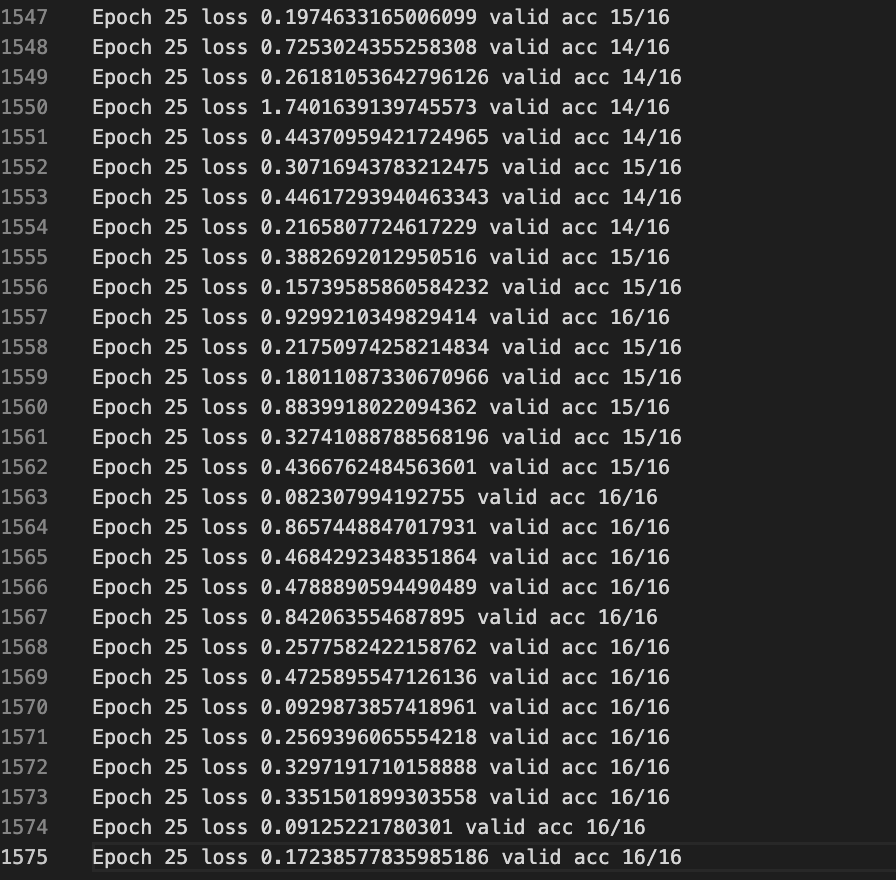 1547 Epoch 25 loss 0.1974633165006099 valid acc 15/16
1548 Epoch 25 loss 0.7253024355258308 valid acc 14/16
1549 Epoch 25 loss 0.26181053642796126 valid acc 14/16
1550 Epoch 25 loss 1.7401639139745573 valid acc 14/16
1551 Epoch 25 loss 0.44370959421724965 valid acc 14/16
1552 Epoch 25 loss 0.30716943783212475 valid acc 15/16
1553 Epoch 25 loss 0.44617293940463343 valid acc 14/16
1554 Epoch 25 loss 0.2165807724617229 valid acc 14/16
1555 Epoch 25 loss 0.3882692012950516 valid acc 15/16
1556 Epoch 25 loss 0.15739585860584232 valid acc 15/16
1557 Epoch 25 loss 0.9299210349829414 valid acc 16/16
1558 Epoch 25 loss 0.21750974258214834 valid acc 15/16
1559 Epoch 25 loss 0.18011087330670966 valid acc 15/16
1560 Epoch 25 loss 0.8839918022094362 valid acc 15/16
1561 Epoch 25 loss 0.32741088788568196 valid acc 15/16
1562 Epoch 25 loss 0.4366762484563601 valid acc 15/16
1563 Epoch 25 loss 0.082307994192755 valid acc 16/16
1564 Epoch 25 loss 0.8657448847017931 valid acc 16/16
1565 Epoch 25 loss 0.4684292348351864 valid acc 16/16
1566 Epoch 25 loss 0.4788890594490489 valid acc 16/16
1567 Epoch 25 loss 0.842063554687895 valid acc 16/16
1568 Epoch 25 loss 0.2577582422158762 valid acc 16/16
1569 Epoch 25 loss 0.4725895547126136 valid acc 16/16
1570 Epoch 25 loss 0.0929873857418961 valid acc 16/16
1571 Epoch 25 loss 0.2569396065554218 valid acc 16/16
1572 Epoch 25 loss 0.3297191710158888 valid acc 16/16
1573 Epoch 25 loss 0.3351501899303558 valid acc 16/16
1574 Epoch 25 loss 0.09125221780301 valid acc 16/16
1575 Epoch 25 loss 0.17238577835985186 valid acc 16/16